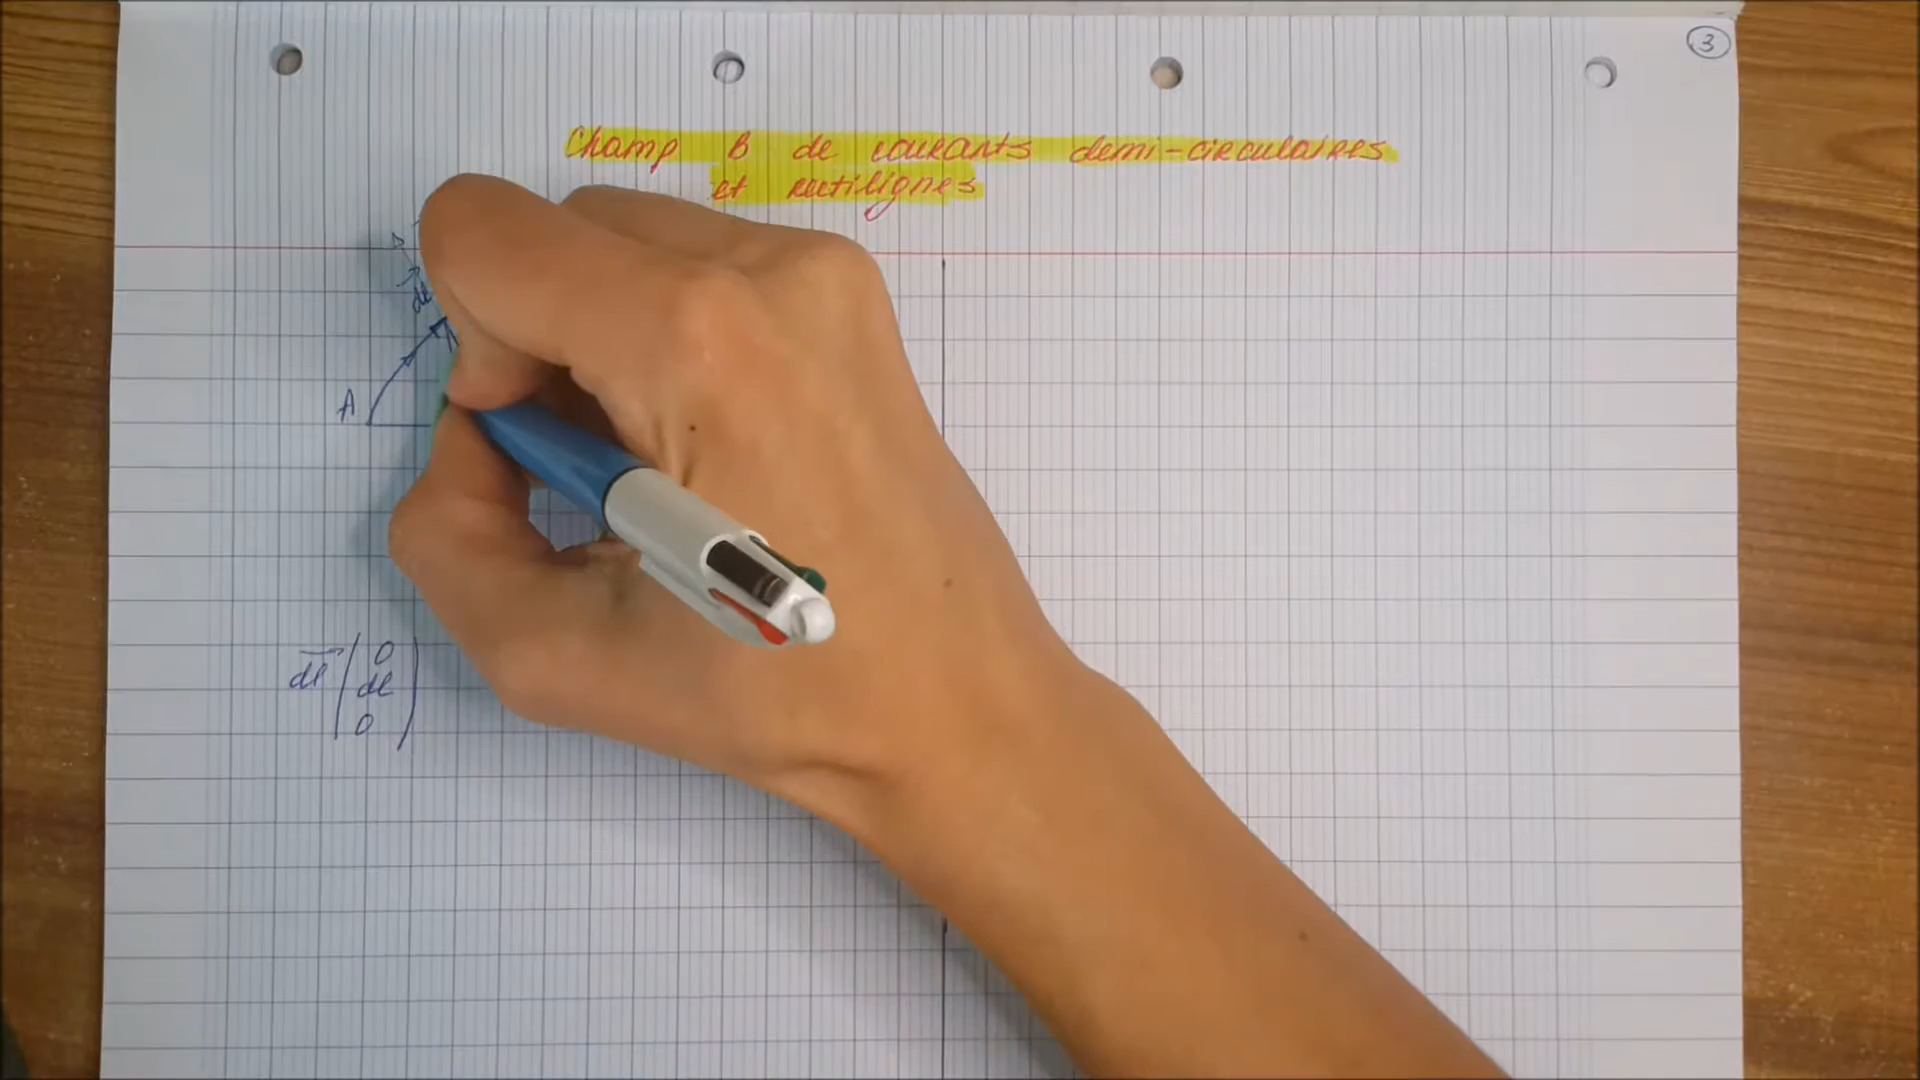 3
Champ B de courants demi-circulaires
et rectilignes
dl
A
dl ( 0
dl
0 )